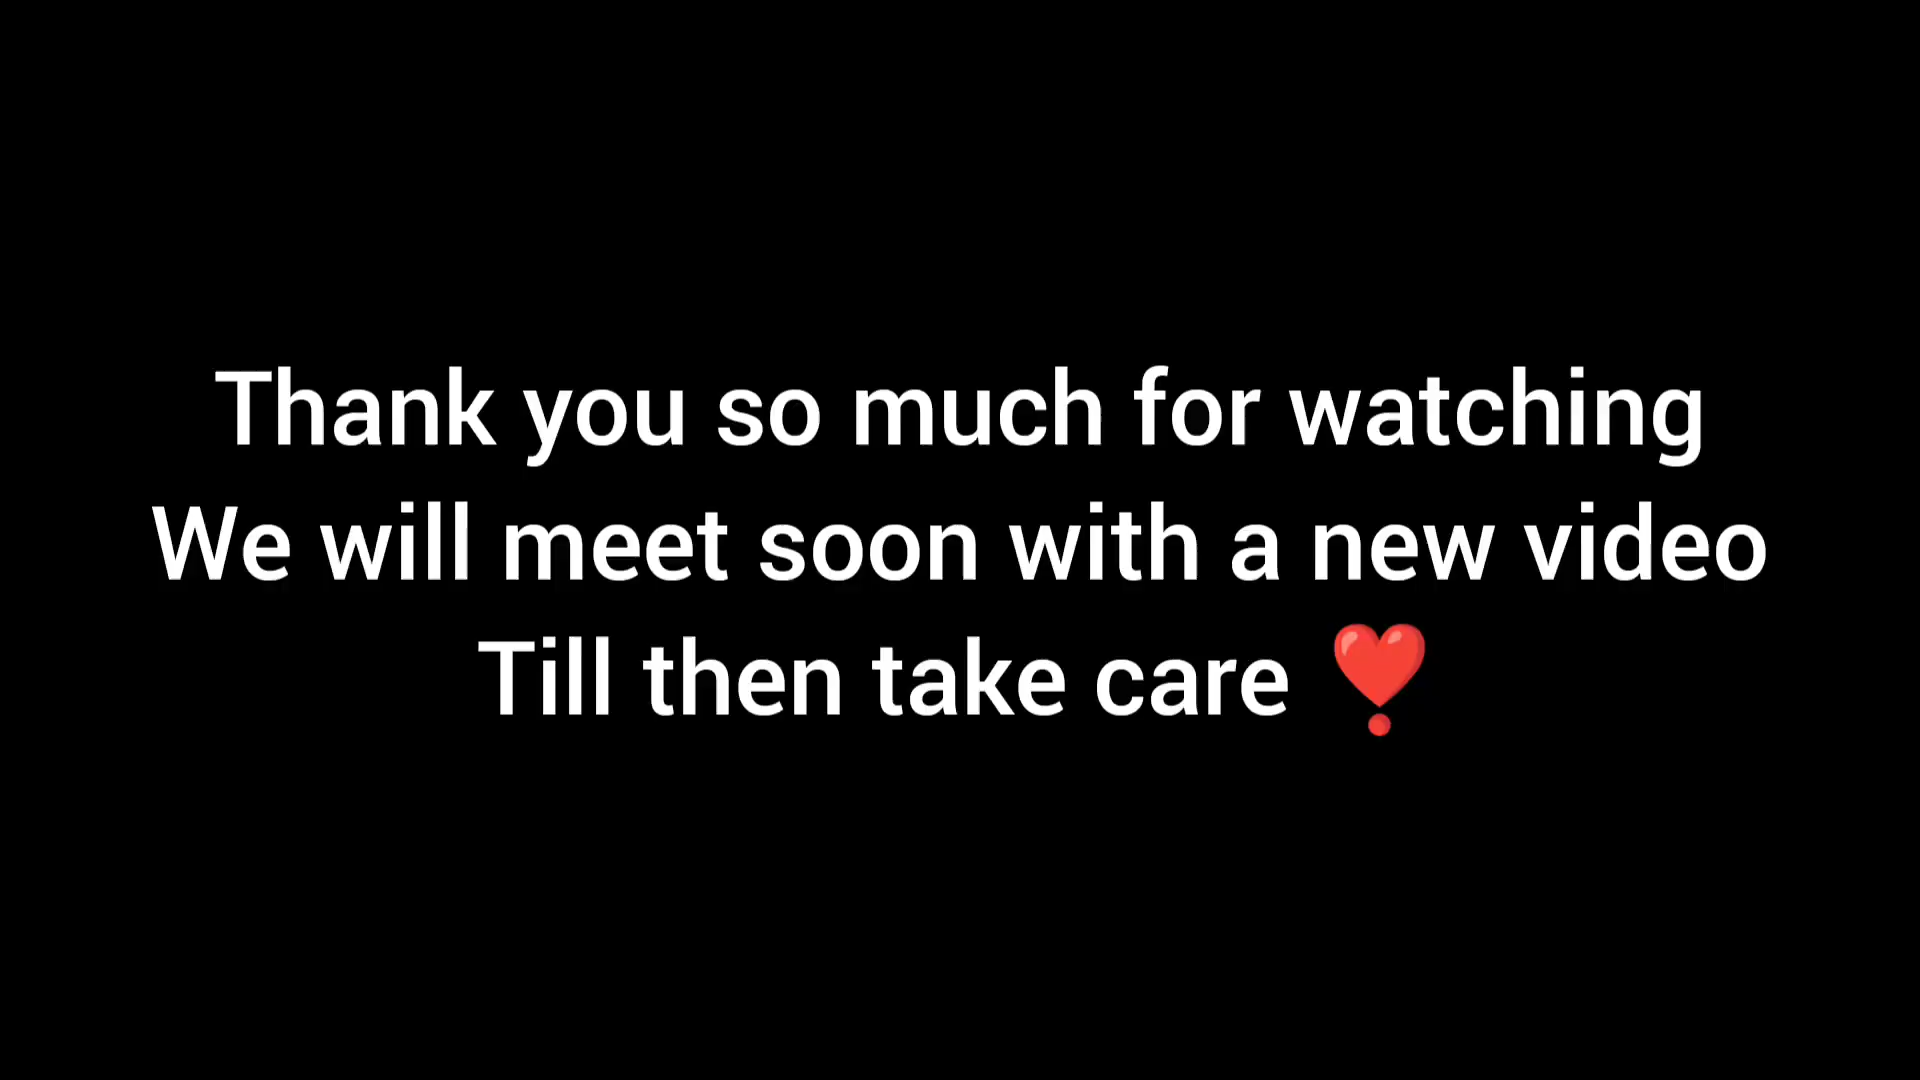 Thank you so much for watching
We will meet soon with a new video
Till then take care ❣️